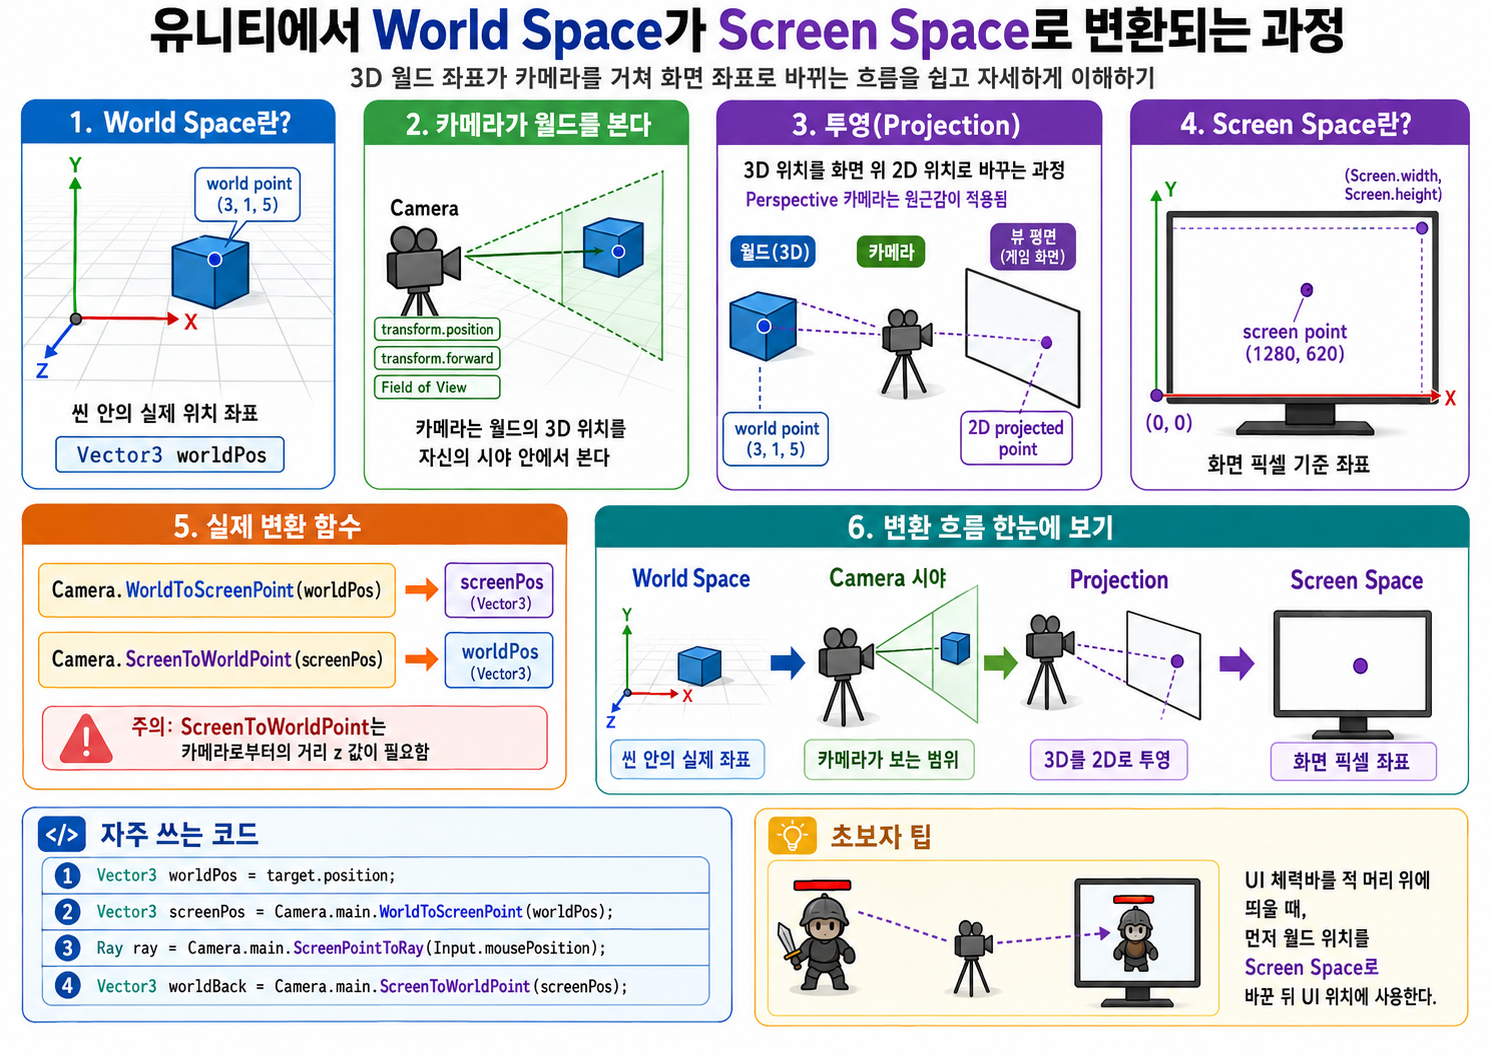 유니티에서 World Space가 Screen Space로 변환되는 과정
3D 월드 좌표가 카메라를 거쳐 화면 좌표로 바뀌는 흐름을 쉽고 자세하게 이해하기
1. World Space란?
Y
world point
(3, 1, 5)
X
Z
씬 안의 실제 위치 좌표
Vector3 worldPos
2. 카메라가 월드를 본다
Camera
transform.position
transform.forward
Field of View
카메라는 월드의 3D 위치를
자신의 시야 안에서 본다
3. 투영(Projection)
3D 위치를 화면 위 2D 위치로 바꾸는 과정
Perspective 카메라는 원근감이 적용됨
월드(3D)
카메라
뷰 평면
(게임 화면)
world point
(3, 1, 5)
2D projected
point
4. Screen Space란?
(Screen.width,
Screen.height)
Y
screen point
(1280, 620)
X
(0, 0)
화면 픽셀 기준 좌표
5. 실제 변환 함수
Camera.WorldToScreenPoint(worldPos)
screenPos
(Vector3)
Camera.ScreenToWorldPoint(screenPos)
worldPos
(Vector3)
주의: ScreenToWorldPoint는
카메라로부터의 거리 z 값이 필요함
6. 변환 흐름 한눈에 보기
World Space
Camera 시야
Projection
Screen Space
Y
X
Z
씬 안의 실제 좌표
카메라가 보는 범위
3D를 2D로 투영
화면 픽셀 좌표
</> 자주 쓰는 코드
1 Vector3 worldPos = target.position;
2 Vector3 screenPos = Camera.main.WorldToScreenPoint(worldPos);
3 Ray ray = Camera.main.ScreenPointToRay(Input.mousePosition);
4 Vector3 worldBack = Camera.main.ScreenToWorldPoint(screenPos);
초보자 팁
UI 체력바를 적 머리 위에
띄울 때,
먼저 월드 위치를
Screen Space로
바꾼 뒤 UI 위치에 사용한다.